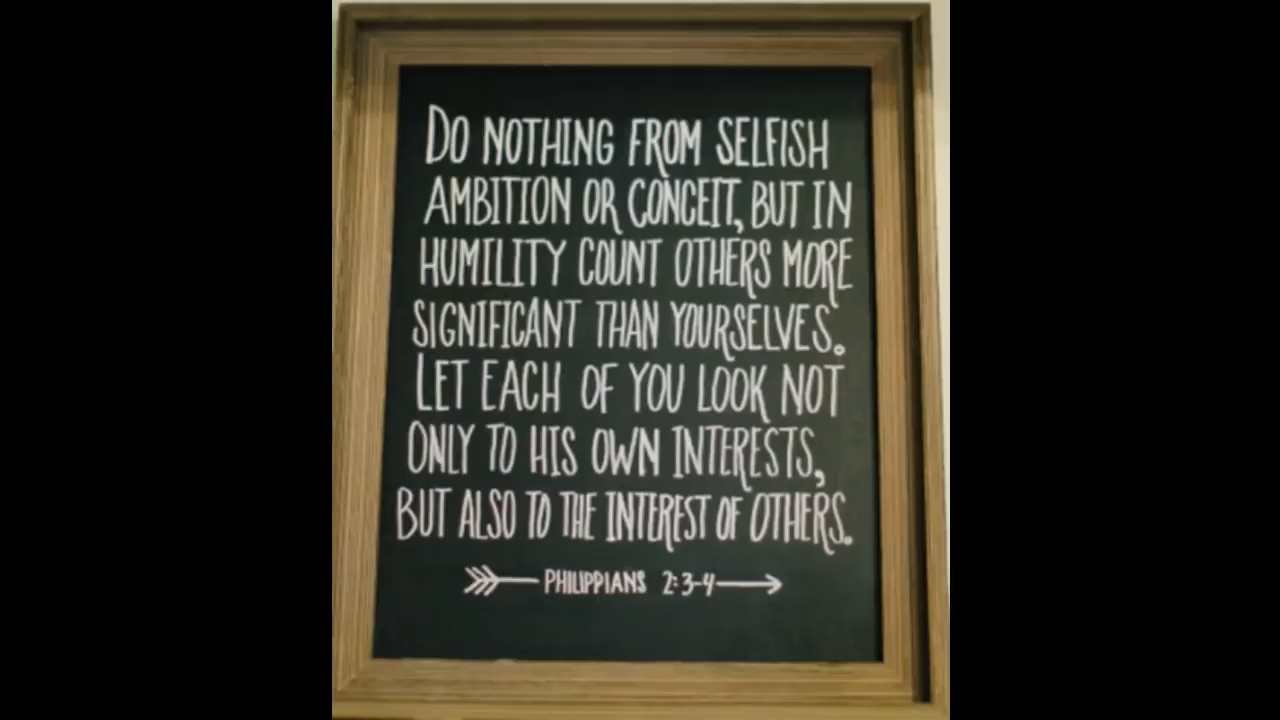 DO NOTHING FROM SELFISH
AMBITION OR CONCEIT, BUT IN
HUMILITY COUNT OTHERS MORE
SIGNIFICANT THAN YOURSELVES.
LET EACH OF YOU LOOK NOT
ONLY TO HIS OWN INTERESTS,
BUT ALSO TO THE INTEREST OF OTHERS.
PHILIPPIANS 2:3-4